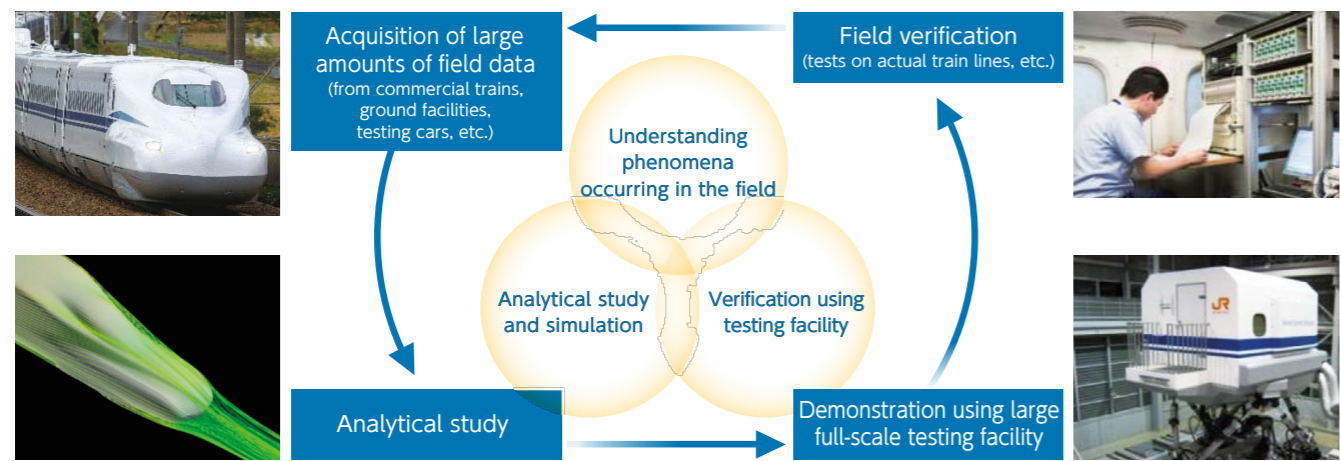 Acquisition of large
amounts of field data
(from commercial trains,
ground facilities,
testing cars, etc.)
Field verification
(tests on actual train lines, etc.)
Understanding
phenomena
occurring in the field
Analytical study
and simulation
Verification using
testing facility
Analytical study
Demonstration using large
full-scale testing facility
JR